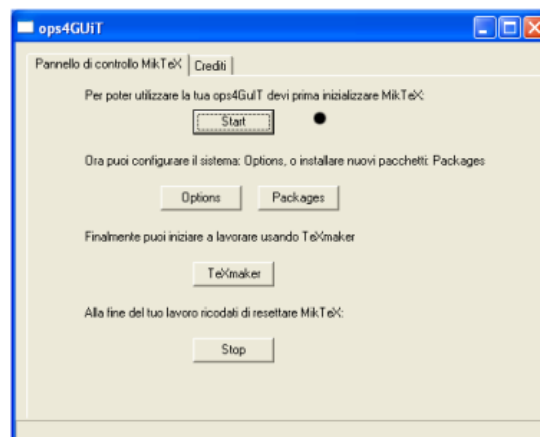 ops4GUiT
Pannello di controllo MikTeX Crediti
Per poter utilizzare la tua ops4GuIT devi prima inizializzare MikTeX:
Start
Ora puoi configurare il sistema: Options, o installare nuovi pacchetti: Packages
Options Packages
Finalmente puoi iniziare a lavorare usando TeXmaker
TeXmaker
Alla fine del tuo lavoro ricodati di resettare MikTeX:
Stop